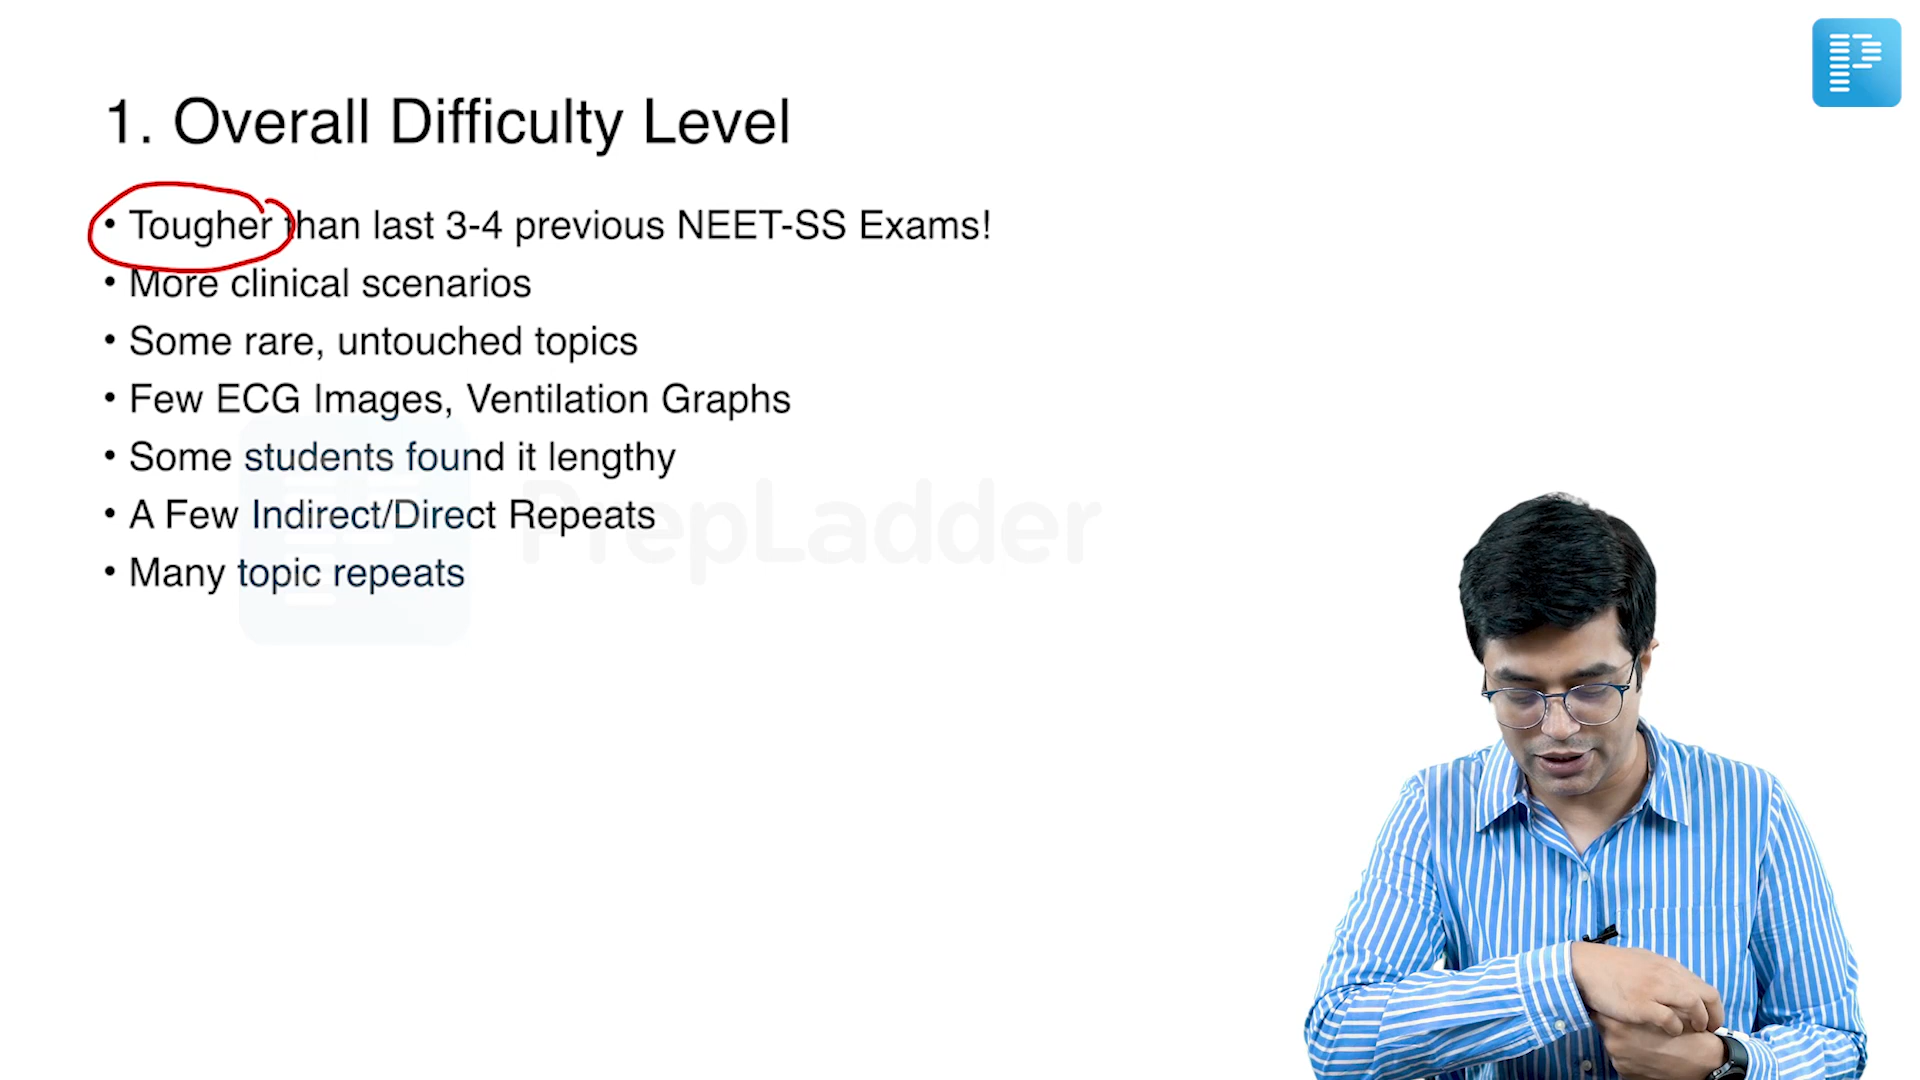 1. Overall Difficulty Level
• Tougher than last 3-4 previous NEET-SS Exams!
• More clinical scenarios
• Some rare, untouched topics
• Few ECG Images, Ventilation Graphs
• Some students found it lengthy
• A Few Indirect/Direct Repeats
• Many topic repeats
PrepLadder